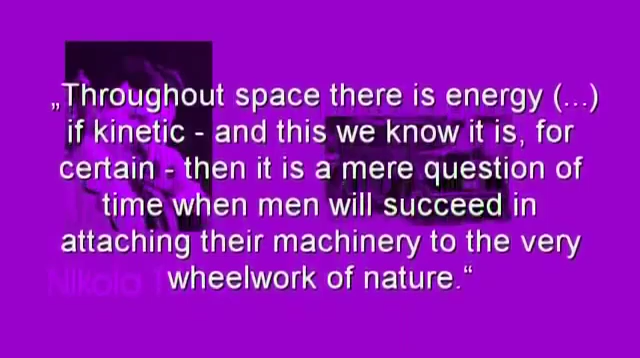 „Throughout space there is energy (...)
if kinetic - and this we know it is, for
certain - then it is a mere question of
time when men will succeed in
attaching their machinery to the very
wheelwork of nature.“
Nikola